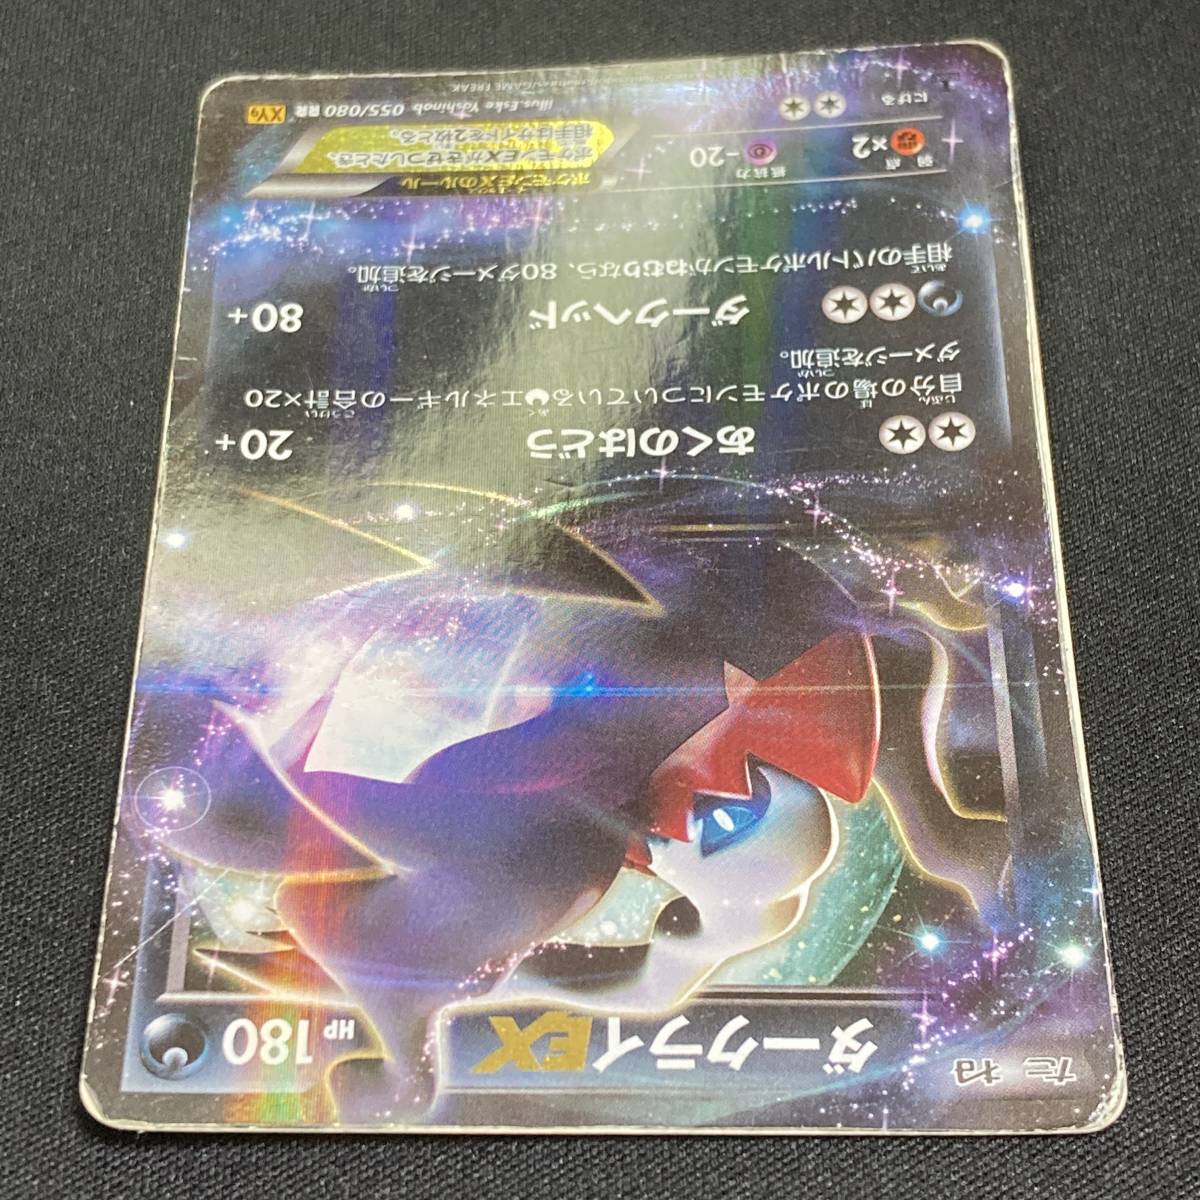 たね
ダークライEX
HP 180
あくのはどう 20+
自分の場のポケモンについているエネルギーの合計×20
ダメージを追加。
ダークヘッド 80+
相手のバトルポケモンがねむりなら、80ダメージを追加。
弱点 ×2
抵抗力 -20
にげる
ポケモンEXのルール
ポケモンEXがきぜつしたとき、
相手はサイドを2枚とる。
illus. Eske Yoshinob 055/080 RR XY9
GAME FREAK